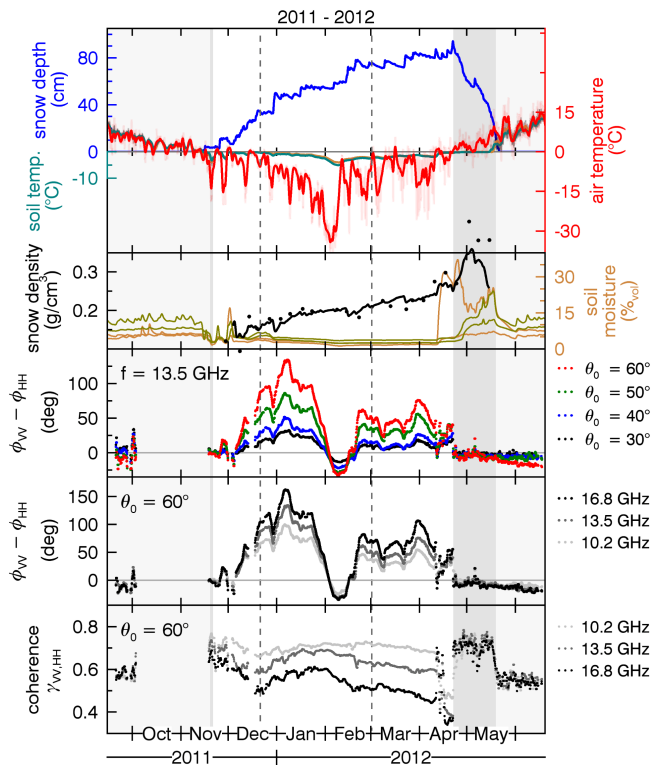 2011 - 2012
snow depth
(cm)
80
40
0
soil temp.
(°C)
-10
15
0
-15
-30
air temperature
(°C)
snow density
(g/cm³)
0.3
0.2
30
15
0
soil
moisture
(%vol)
f = 13.5 GHz
ϕVV − ϕHH
(deg)
100
50
0
θ0 = 60°
θ0 = 50°
θ0 = 40°
θ0 = 30°
θ0 = 60°
ϕVV − ϕHH
(deg)
150
100
50
0
16.8 GHz
13.5 GHz
10.2 GHz
θ0 = 60°
coherence
γVV,HH
0.8
0.6
0.4
10.2 GHz
13.5 GHz
16.8 GHz
Oct Nov Dec Jan Feb Mar Apr May
2011 2012